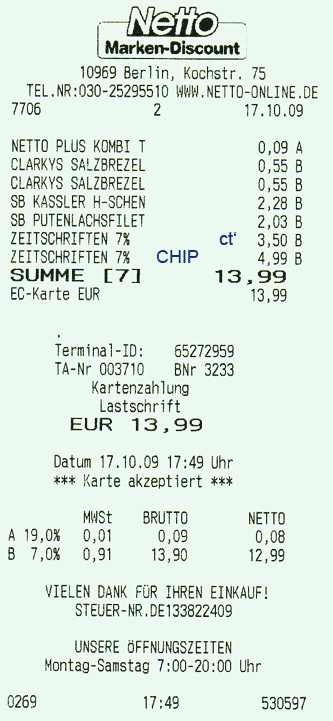 Netto
Marken-Discount
10969 Berlin, Kochstr. 75
TEL.NR:030-25295510 WWW.NETTO-ONLINE.DE
7706 2 17.10.09
NETTO PLUS KOMBI T 0,09 A
CLARKYS SALZBREZEL 0,55 B
CLARKYS SALZBREZEL 0,55 B
SB KASSLER H-SCHEN 2,28 B
SB PUTENLACHSFILET 2,03 B
ZEITSCHRIFTEN 7% ct' 3,50 B
ZEITSCHRIFTEN 7% CHIP 4,99 B
SUMME [7] 13,99
EC-Karte EUR 13,99
.
Terminal-ID: 65272959
TA-Nr 003710 BNr 3233
Kartenzahlung
Lastschrift
EUR 13,99
Datum 17.10.09 17:49 Uhr
*** Karte akzeptiert ***
MWSt BRUTTO NETTO
A 19,0% 0,01 0,09 0,08
B 7,0% 0,91 13,90 12,99
VIELEN DANK FÜR IHREN EINKAUF!
STEUER-NR.DE133822409
UNSERE ÖFFNUNGSZEITEN
Montag-Samstag 7:00-20:00 Uhr
0269 17:49 530597